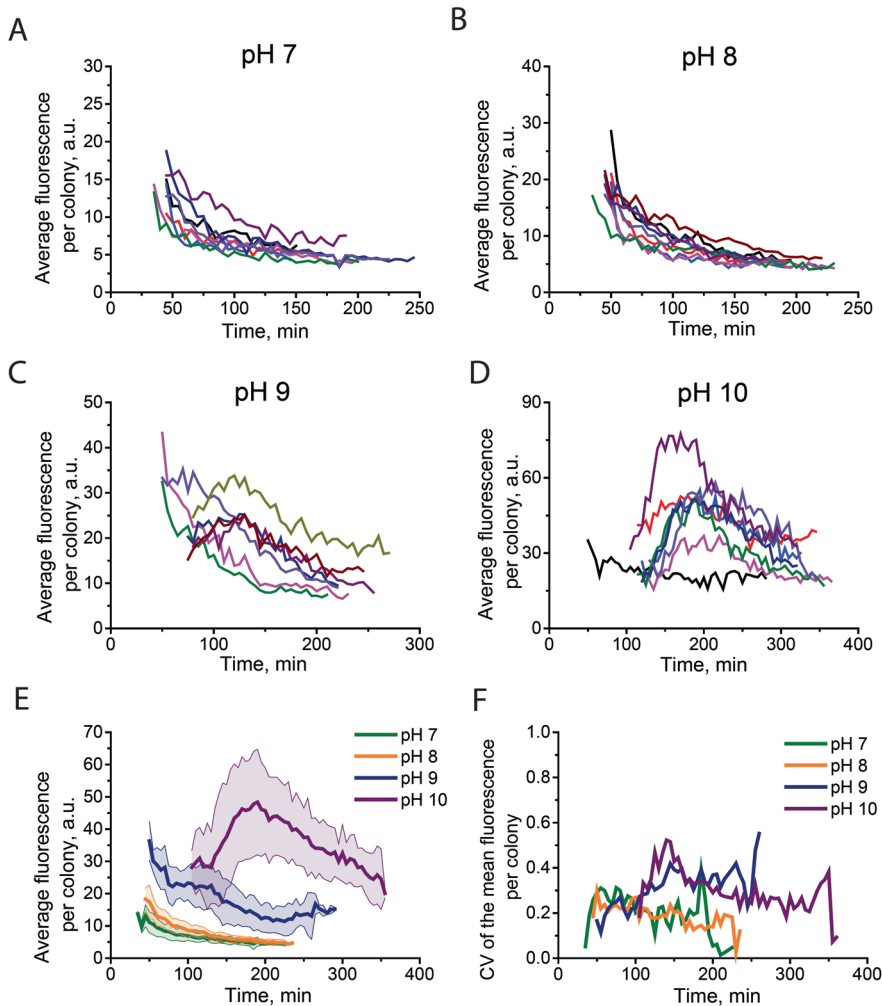 A
pH 7
Average fluorescence
per colony, a.u.
30
25
20
15
10
5
0
0
50
100
150
200
250
Time, min
B
pH 8
Average fluorescence
per colony, a.u.
40
30
20
10
0
0
50
100
150
200
250
Time, min
C
pH 9
Average fluorescence
per colony, a.u.
50
40
30
20
10
0
0
100
200
300
Time, min
D
pH 10
Average fluorescence
per colony, a.u.
90
60
30
0
0
100
200
300
400
Time, min
E
Average fluorescence
per colony, a.u.
70
60
50
40
30
20
10
0
pH 7
pH 8
pH 9
pH 10
0
100
200
300
400
Time, min
F
CV of the mean fluorescence
per colony
1.0
0.8
0.6
0.4
0.2
0.0
pH 7
pH 8
pH 9
pH 10
0
100
200
300
400
Time, min